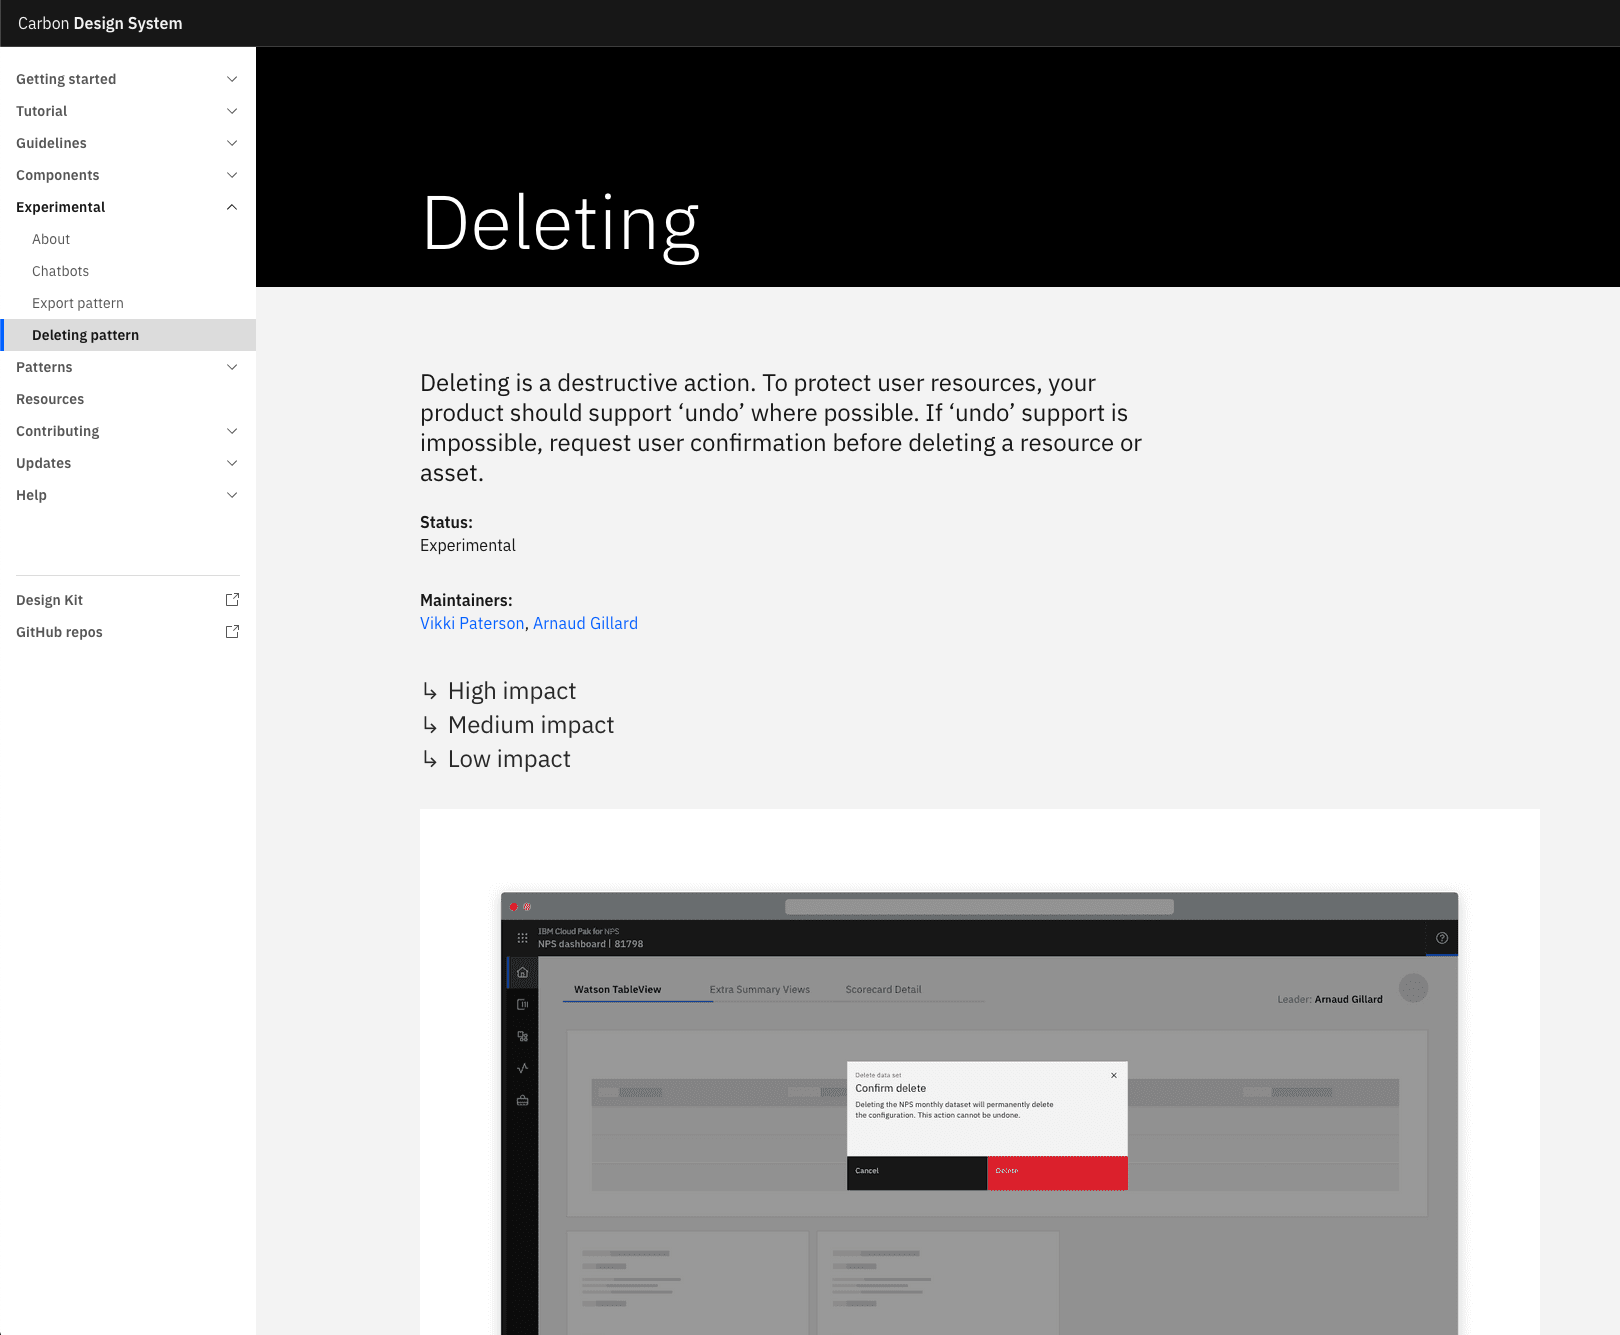 Carbon Design System
Getting started
Tutorial
Guidelines
Components
Experimental
About
Chatbots
Export pattern
Deleting pattern
Patterns
Resources
Contributing
Updates
Help
Design Kit
GitHub repos
Deleting
Deleting is a destructive action. To protect user resources, your
product should support ‘undo’ where possible. If ‘undo’ support is
impossible, request user confirmation before deleting a resource or
asset.
Status:
Experimental
Maintainers:
Vikki Paterson, Arnaud Gillard
↳ High impact
↳ Medium impact
↳ Low impact
IBM Cloud Pak for NPS
NPS dashboard | 81798
Watson TableView
Extra Summary Views
Scorecard Detail
Leader: Arnaud Gillard
Delete data set
Confirm delete
Deleting the NPS monthly dataset will permanently delete
the configuration. This action cannot be undone.
Cancel
Delete